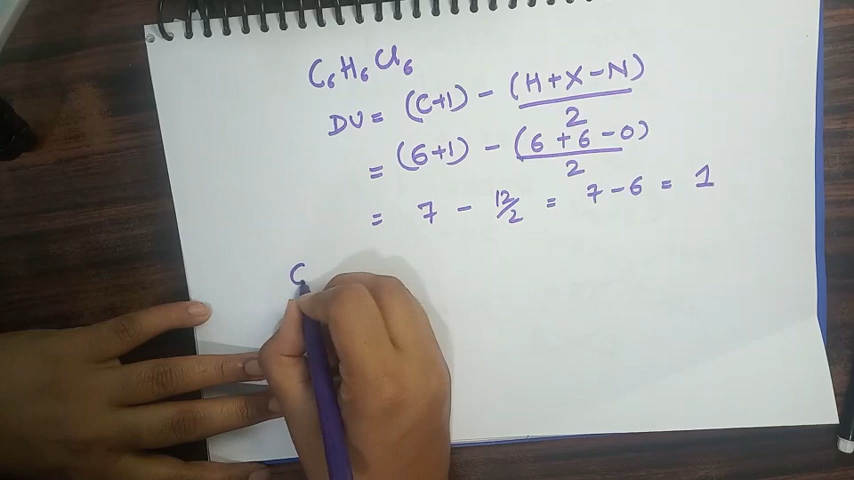 C₆H₆Cl₆
DU = (C+1) - (H+X-N)/2
= (6+1) - (6+6-0)/2
= 7 - 12/2 = 7-6 = 1
C